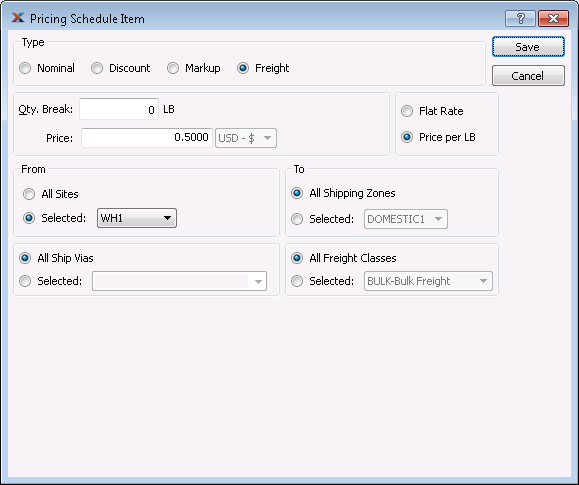 Pricing Schedule Item
Type
Nominal Discount Markup Freight
Save
Cancel
Qty. Break: 0 LB
Price: 0.5000 USD - $
Flat Rate
Price per LB
From
All Sites
Selected: WH1
To
All Shipping Zones
Selected: DOMESTIC1
All Ship Vias
Selected:
All Freight Classes
Selected: BULK-Bulk Freight